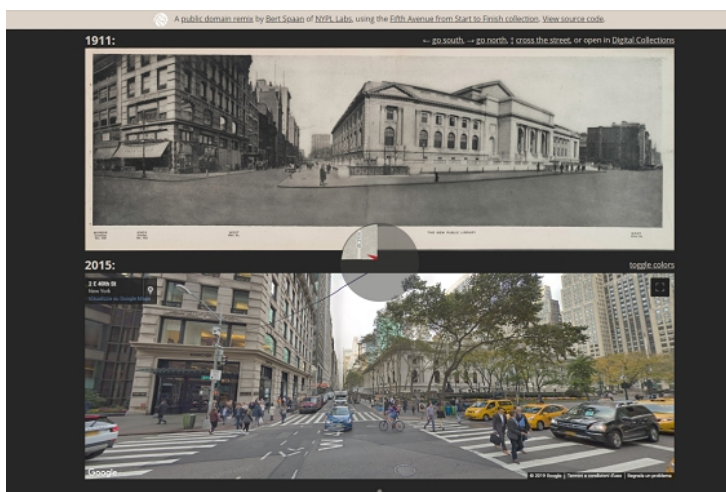 A public domain remix by Bert Spaan of NYPL Labs, using the Fifth Avenue from Start to Finish collection. View source code.
1911:
← go south, → go north, ↕ cross the street, or open in Digital Collections
THE NEW PUBLIC LIBRARY
2015:
toggle colors
2 E 40th St
New York
Visualizza su Google Maps
Google
© 2019 Google
Termini e condizioni d'uso
Segnala un problema